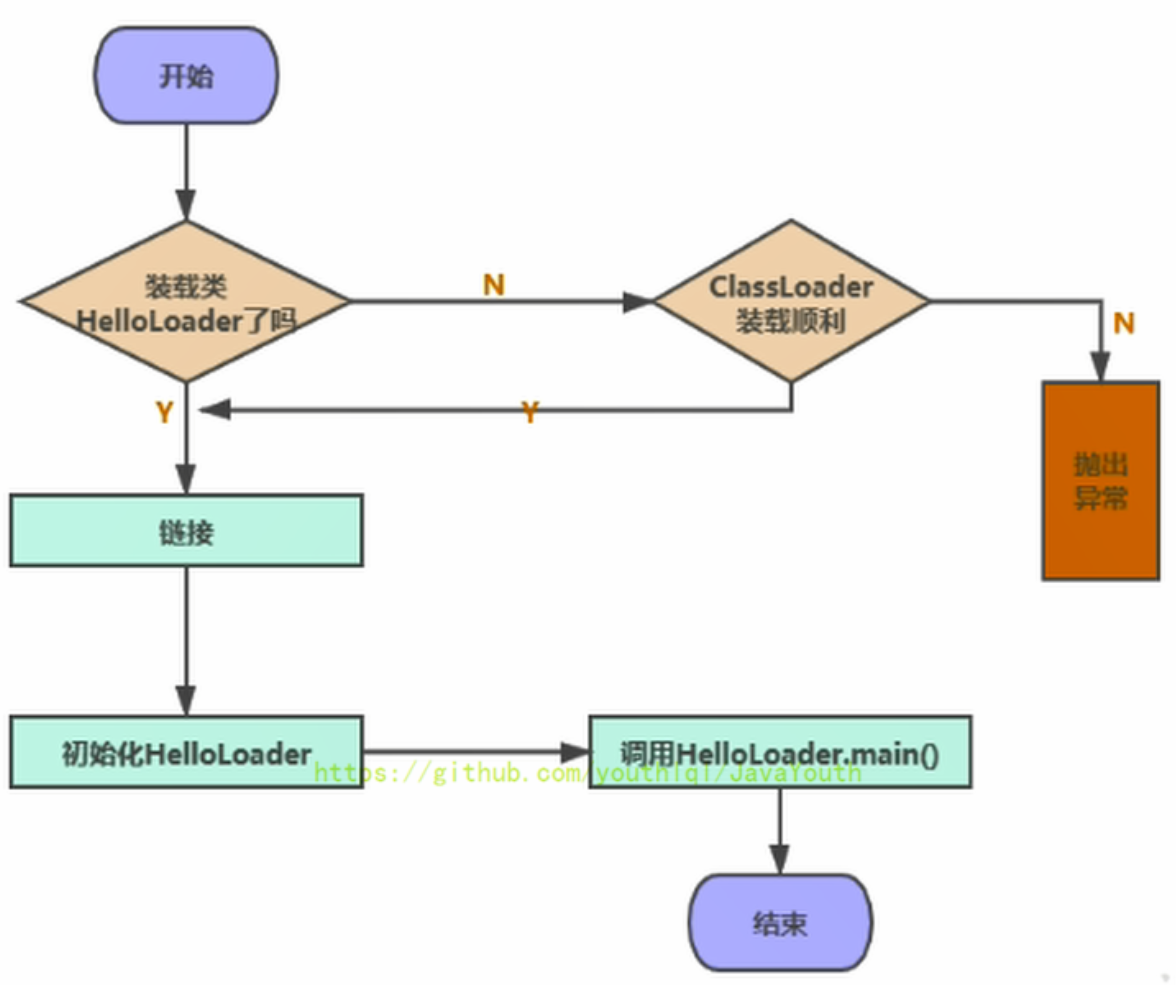 开始
装载类
HelloLoader了吗
N
ClassLoader
装载顺利
N
Y
Y
抛出
异常
链接
初始化HelloLoader
调用HelloLoader.main()
https://github.com/youthlql/JavaYouth
结束